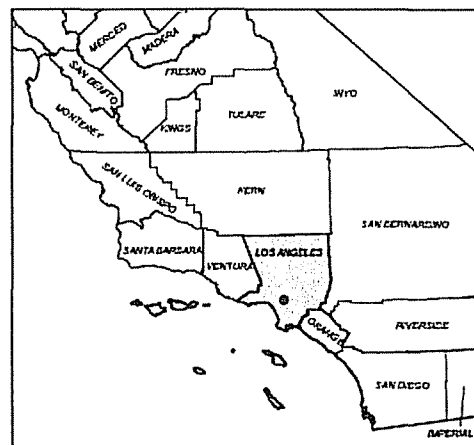 MERCED
MADERA
SAN BENITO
FRESNO
INYO
MONTEREY
KINGS
TULARE
SAN LUIS OBISPO
KERN
SAN BERNARDINO
SANTA BARBARA
VENTURA
LOS ANGELES
ORANGE
RIVERSIDE
SAN DIEGO
IMPERIAL